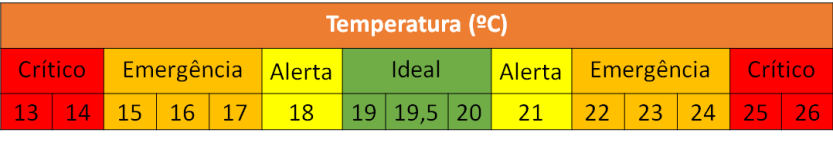 Temperatura (ºC)
Crítico Emergência Alerta Ideal Alerta Emergência Crítico
13 14 15 16 17 18 19 19,5 20 21 22 23 24 25 26